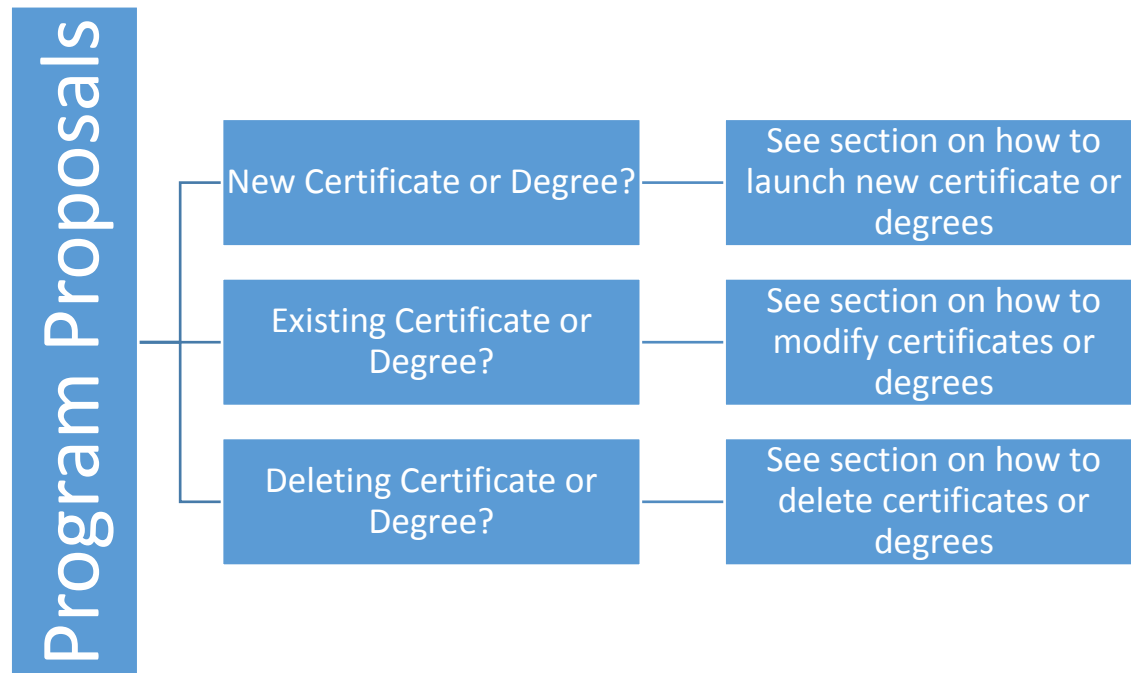 Program Proposals
New Certificate or Degree?
See section on how to
launch new certificate or
degrees
Existing Certificate or
Degree?
See section on how to
modify certificates or
degrees
Deleting Certificate or
Degree?
See section on how to
delete certificates or
degrees